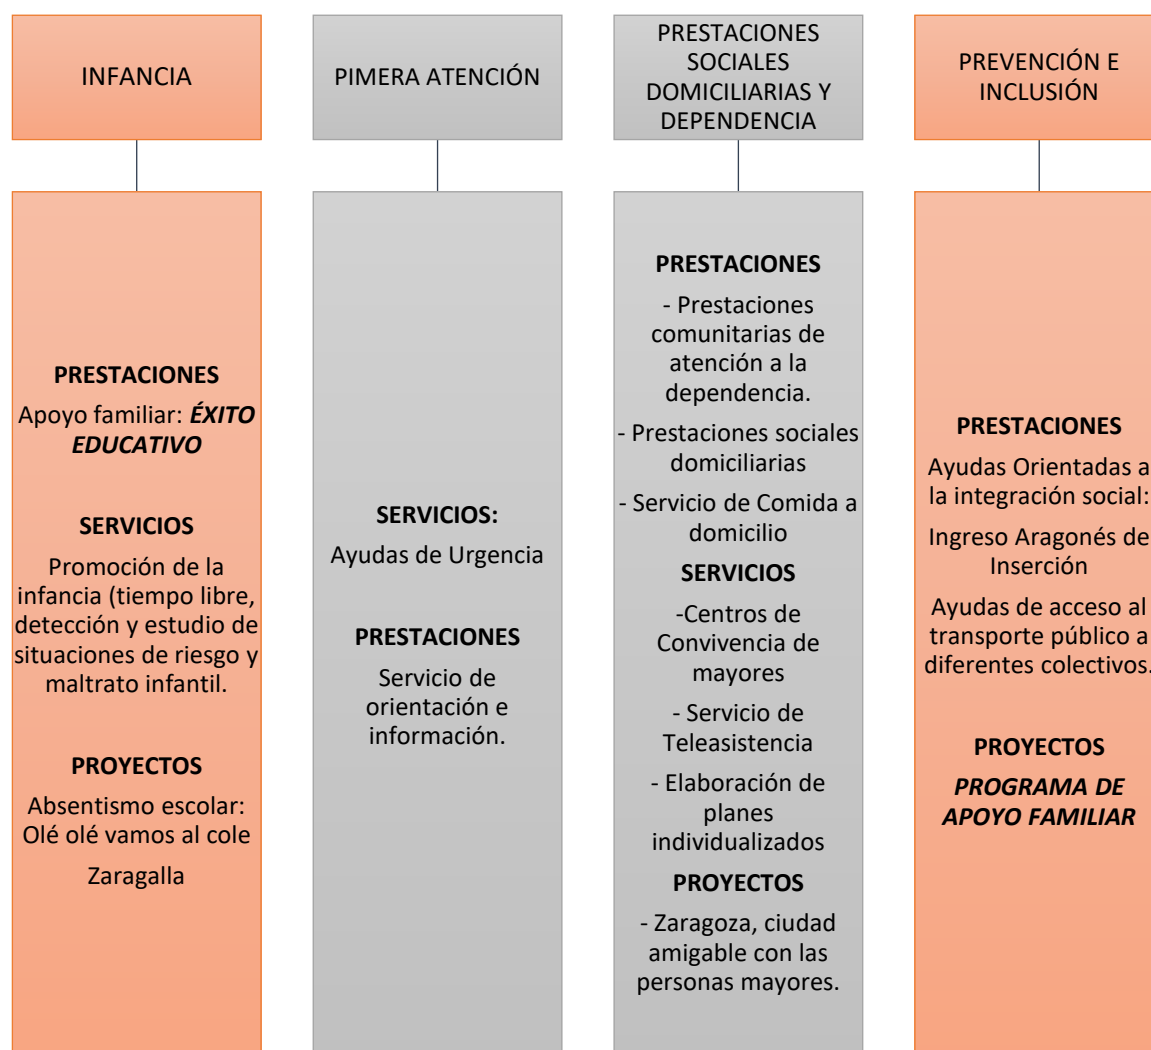 INFANCIA
PRESTACIONES
Apoyo familiar: ÉXITO
EDUCATIVO
SERVICIOS
Promoción de la
infancia (tiempo libre,
detección y estudio de
situaciones de riesgo y
maltrato infantil.
PROYECTOS
Absentismo escolar:
Olé olé vamos al cole
Zaragalla
PIMERA ATENCIÓN
SERVICIOS:
Ayudas de Urgencia
PRESTACIONES
Servicio de
orientación e
información.
PRESTACIONES
SOCIALES
DOMICILIARIAS Y
DEPENDENCIA
PRESTACIONES
- Prestaciones
comunitarias de
atención a la
dependencia.
- Prestaciones sociales
domiciliarias
- Servicio de Comida a
domicilio
SERVICIOS
-Centros de
Convivencia de
mayores
- Servicio de
Teleasistencia
- Elaboración de
planes
individualizados
PROYECTOS
- Zaragoza, ciudad
amigable con las
personas mayores.
PREVENCIÓN E
INCLUSIÓN
PRESTACIONES
Ayudas Orientadas a
la integración social:
Ingreso Aragonés de
Inserción
Ayudas de acceso al
transporte público a
diferentes colectivos.
PROYECTOS
PROGRAMA DE
APOYO FAMILIAR